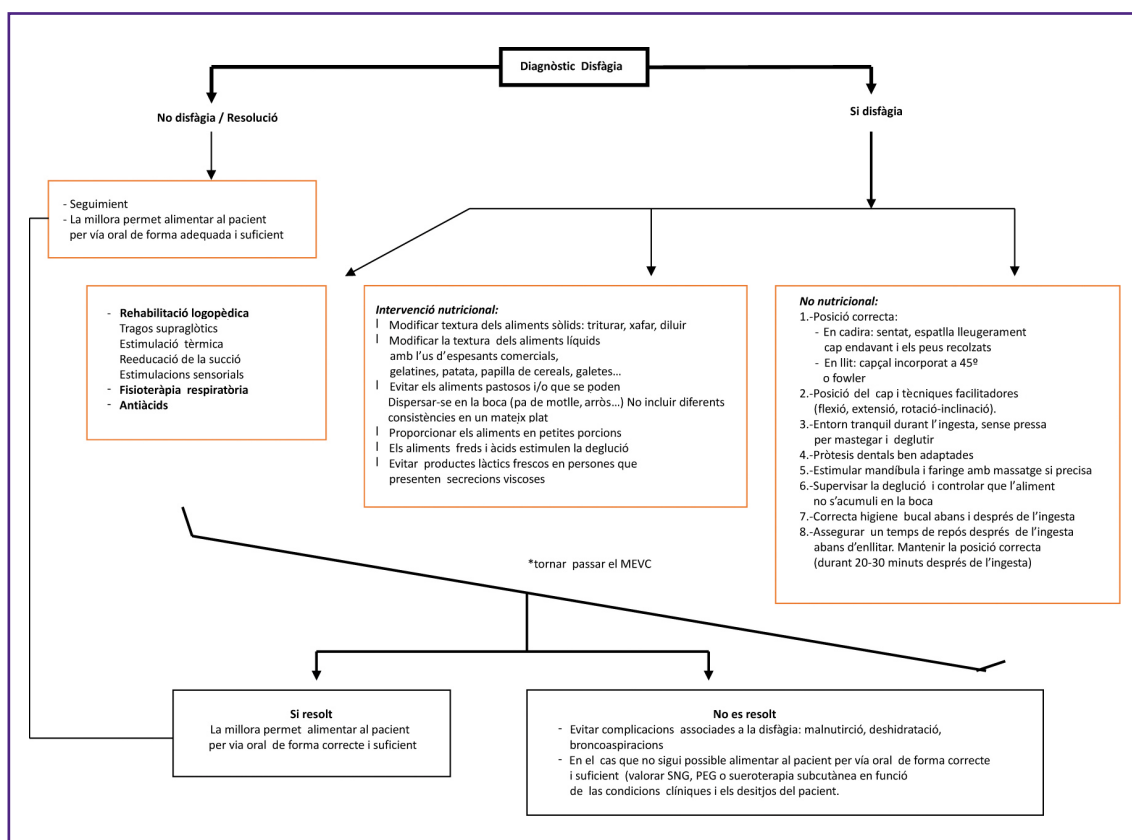 Diagnòstic Disfàgia
No disfàgia / Resolució
Si disfàgia
- Seguimient
- La millora permet alimentar al pacient
per vía oral de forma adequada i suficient
- Rehabilitació logopèdica
Tragos supraglòtics
Estimulació tèrmica
Reeducació de la succió
Estimulacions sensorials
- Fisioteràpia respiratória
- Antiàcids
Intervenció nutricional:
l Modificar textura dels aliments sòlids: triturar, xafar, diluir
l Modificar la textura dels aliments líquids
amb l'us d'espesants comercials,
gelatines, patata, papilla de cereals, galetes...
l Evitar els aliments pastosos i/o que se poden
Dispersar-se en la boca (pa de motlle, arròs...) No incluir diferents
consistències en un mateix plat
l Proporcionar els aliments en petites porcions
l Els aliments freds i àcids estimulen la deglució
l Evitar productes làctics frescos en persones que
presenten secrecions viscoses
No nutricional:
1.-Posició correcta:
- En cadira: sentat, espatlla lleugerament
cap endavant i els peus recolzats
- En llit: capçal incorporat a 45º
o fowler
2.-Posició del cap i tècniques facilitadores
(flexió, extensió, rotació-inclinació).
3.-Entorn tranquil durant l'ingesta, sense pressa
per mastegar i deglutir
4.-Pròtesis dentals ben adaptades
5.-Estimular mandíbula i faringe amb massatge si precisa
6.-Supervisar la deglució i controlar que l'aliment
no s'acumuli en la boca
7.-Correcta higiene bucal abans i després de l'ingesta
8.-Assegurar un temps de repós després de l'ingesta
abans d'enllitar. Mantenir la posició correcta
(durant 20-30 minuts després de l'ingesta)
*tornar passar el MEVC
Si resolt
La millora permet alimentar al pacient
per via oral de forma correcte i suficient
No es resolt
- Evitar complicacions associades a la disfàgia: malnutirció, deshidratació,
broncoaspiracions
- En el cas que no sigui possible alimentar al pacient per vía oral de forma correcte
i suficient (valorar SNG, PEG o sueroterapia subcutània en funció
de las condicions clíniques i els desitjos del pacient.